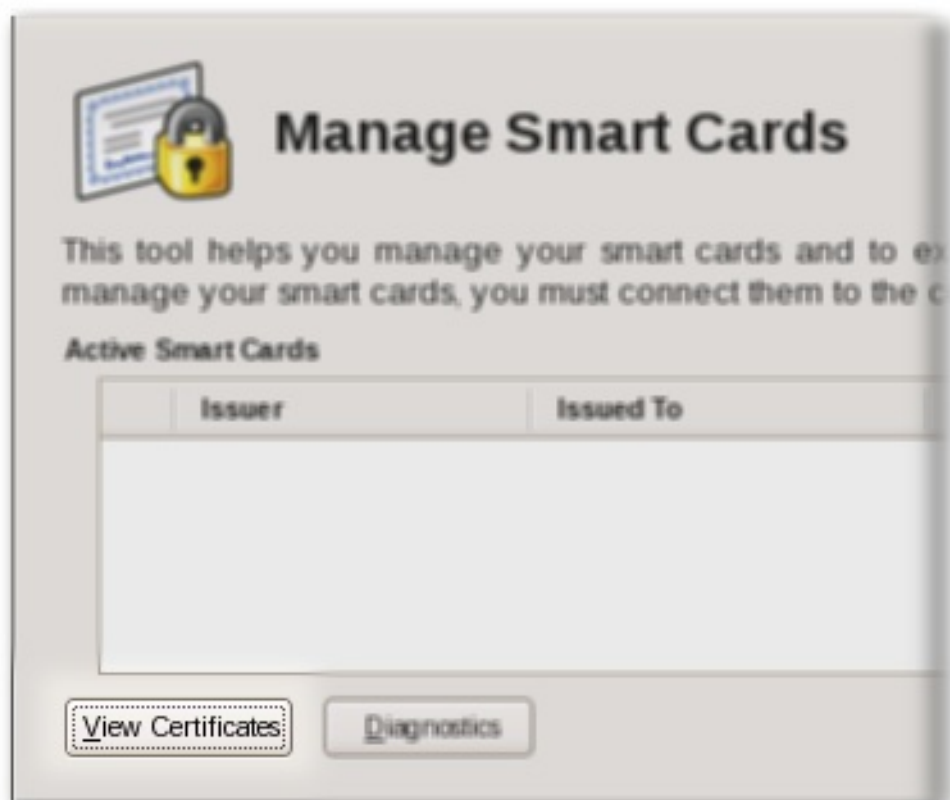 Manage Smart Cards
This tool helps you manage your smart cards and to
manage your smart cards, you must connect them to the
Active Smart Cards
Issuer Issued To
View Certificates Diagnostics